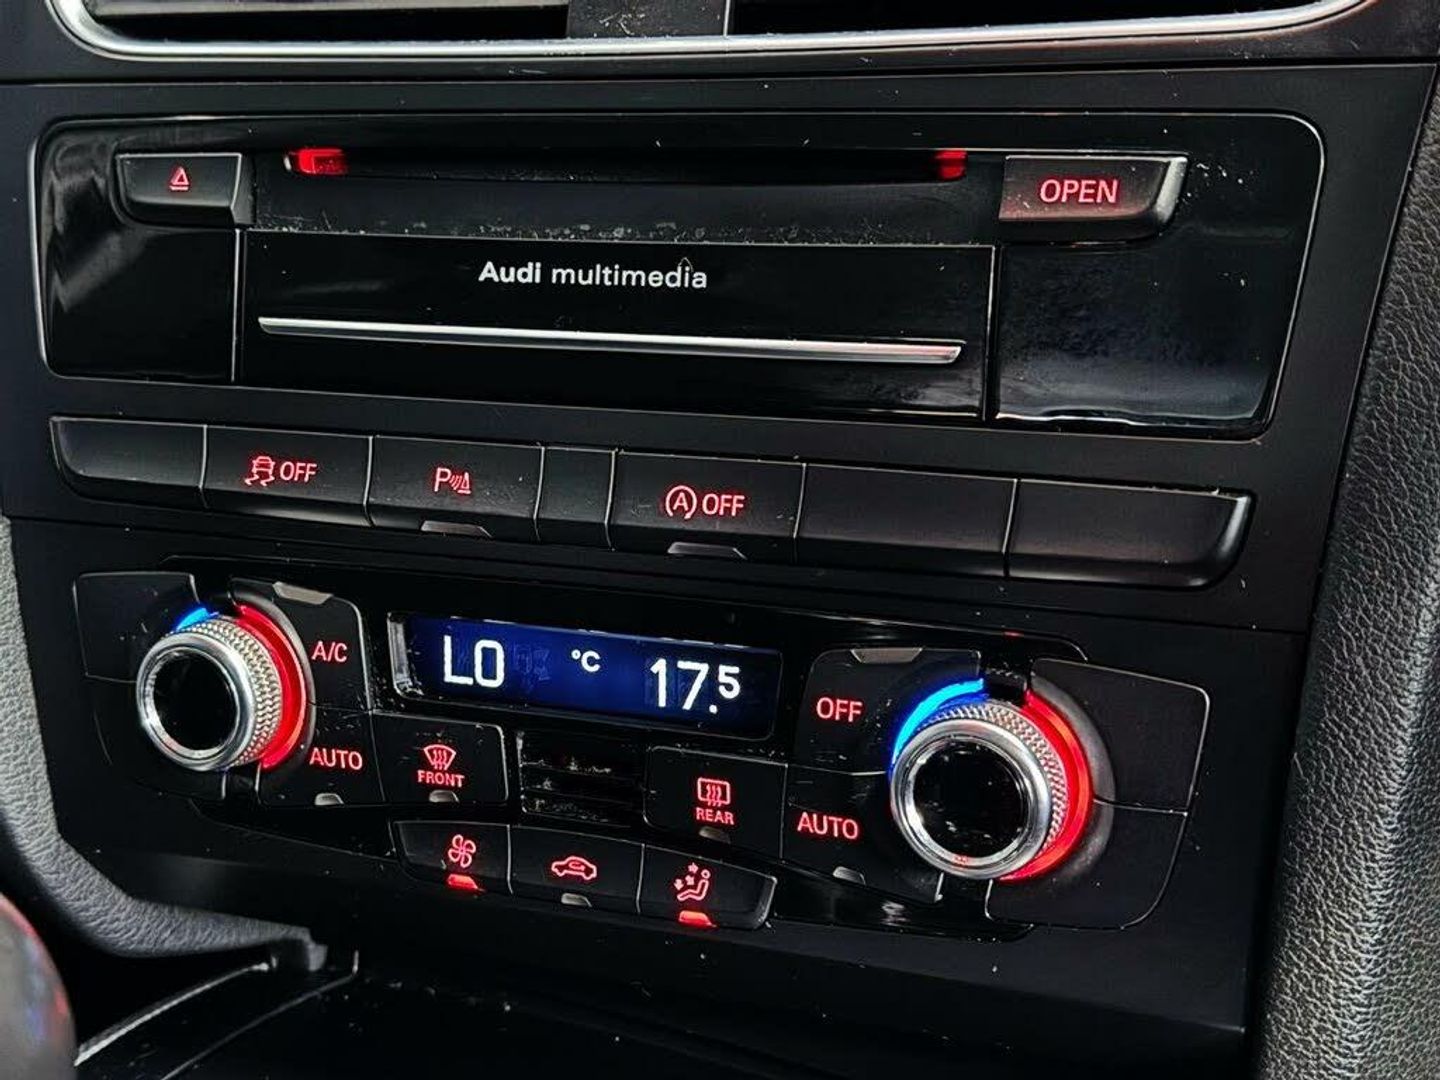 OPEN
Audi multimedia
OFF
P
A OFF
A/C
LO °C 17.5
OFF
AUTO
FRONT
REAR
AUTO